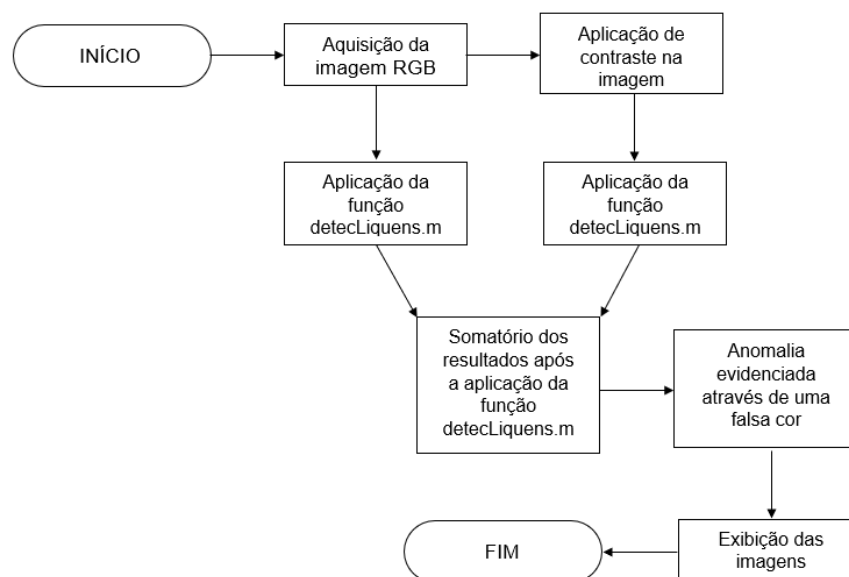 INÍCIO
Aquisição da
imagem RGB
Aplicação de
contraste na
imagem
Aplicação da
função
detecLiquens.m
Aplicação da
função
detecLiquens.m
Somatório dos
resultados após
a aplicação da
função
detecLiquens.m
Anomalia
evidenciada
através de uma
falsa cor
Exibição das
imagens
FIM